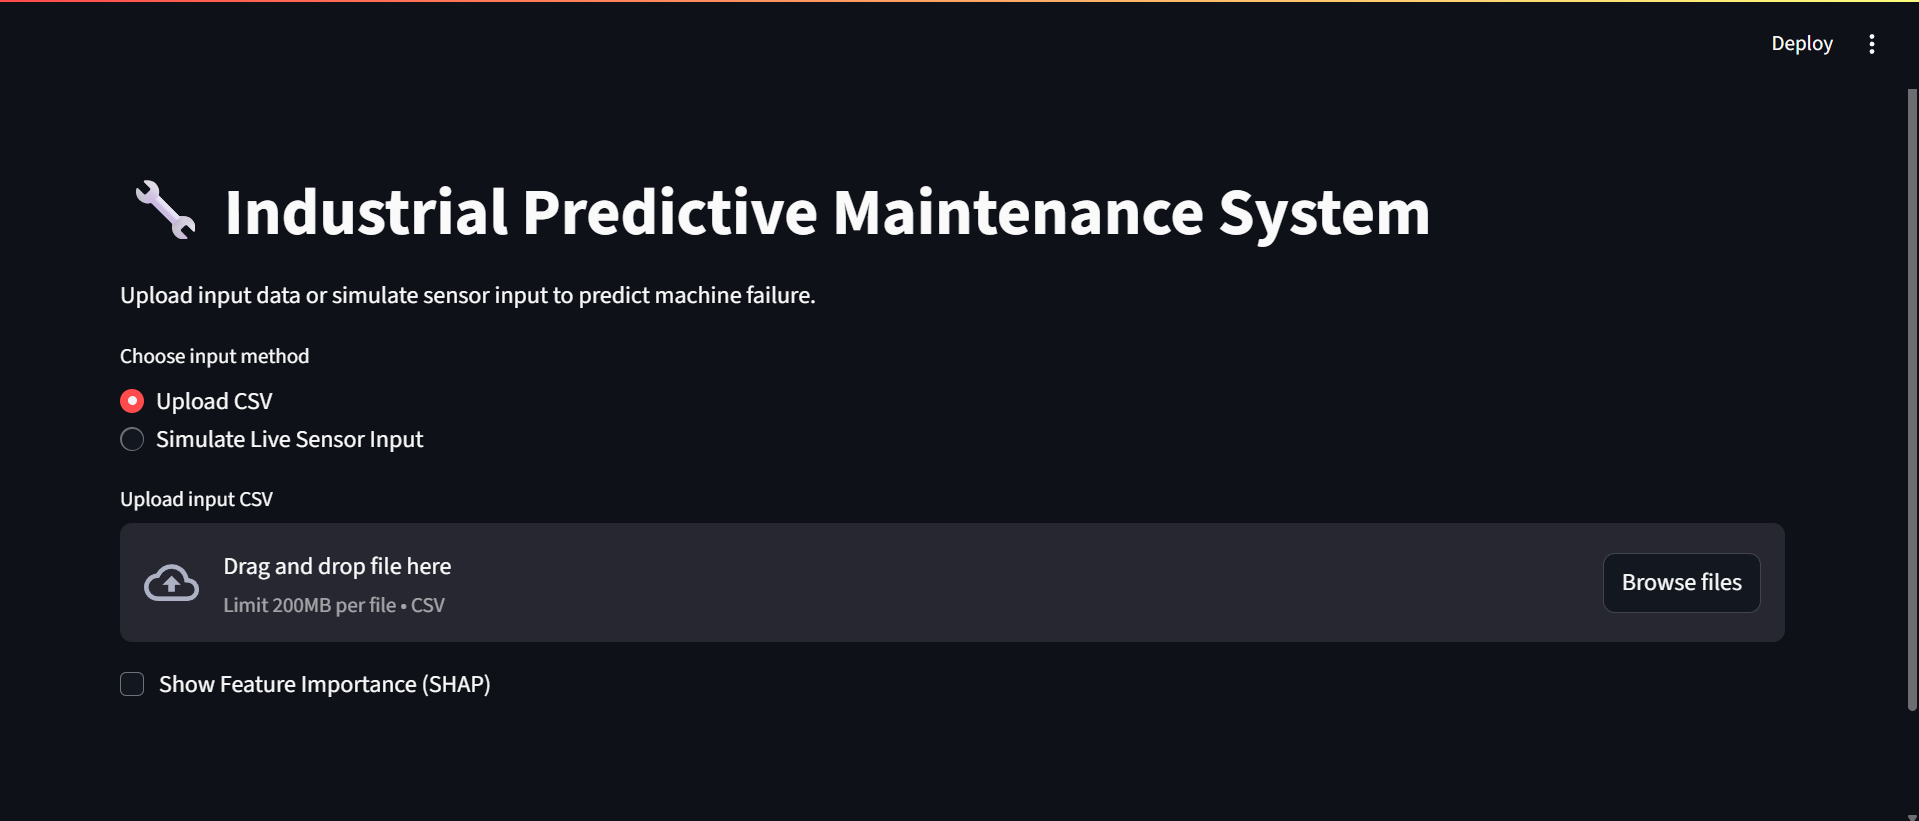 Deploy
Industrial Predictive Maintenance System
Upload input data or simulate sensor input to predict machine failure.
Choose input method
Upload CSV
Simulate Live Sensor Input
Upload input CSV
Drag and drop file here
Limit 200MB per file • CSV
Browse files
Show Feature Importance (SHAP)